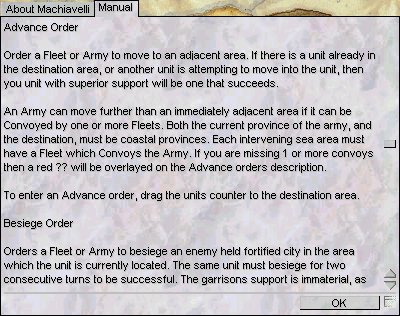 About Machiavelli Manual
Advance Order
Order a Fleet or Army to move to an adjacent area. If there is a unit already in
the destination area, or another unit is attempting to move into the unit, then
you unit with superior support will be one that succeeds.
An Army can move further than an immediately adjacent area if it can be
Convoyed by one or more Fleets. Both the current province of the army, and
the destination, must be coastal provinces. Each intervening sea area must
have a Fleet which Convoys the Army. If you are missing 1 or more convoys
then a red ?? will be overlayed on the Advance orders description.
To enter an Advance order, drag the units counter to the destination area.
Besiege Order
Orders a Fleet or Army to besiege an enemy held fortified city in the area
which the unit is currently located. The same unit must besiege for two
consecutive turns to be successful. The garrisons support is immaterial, as
OK